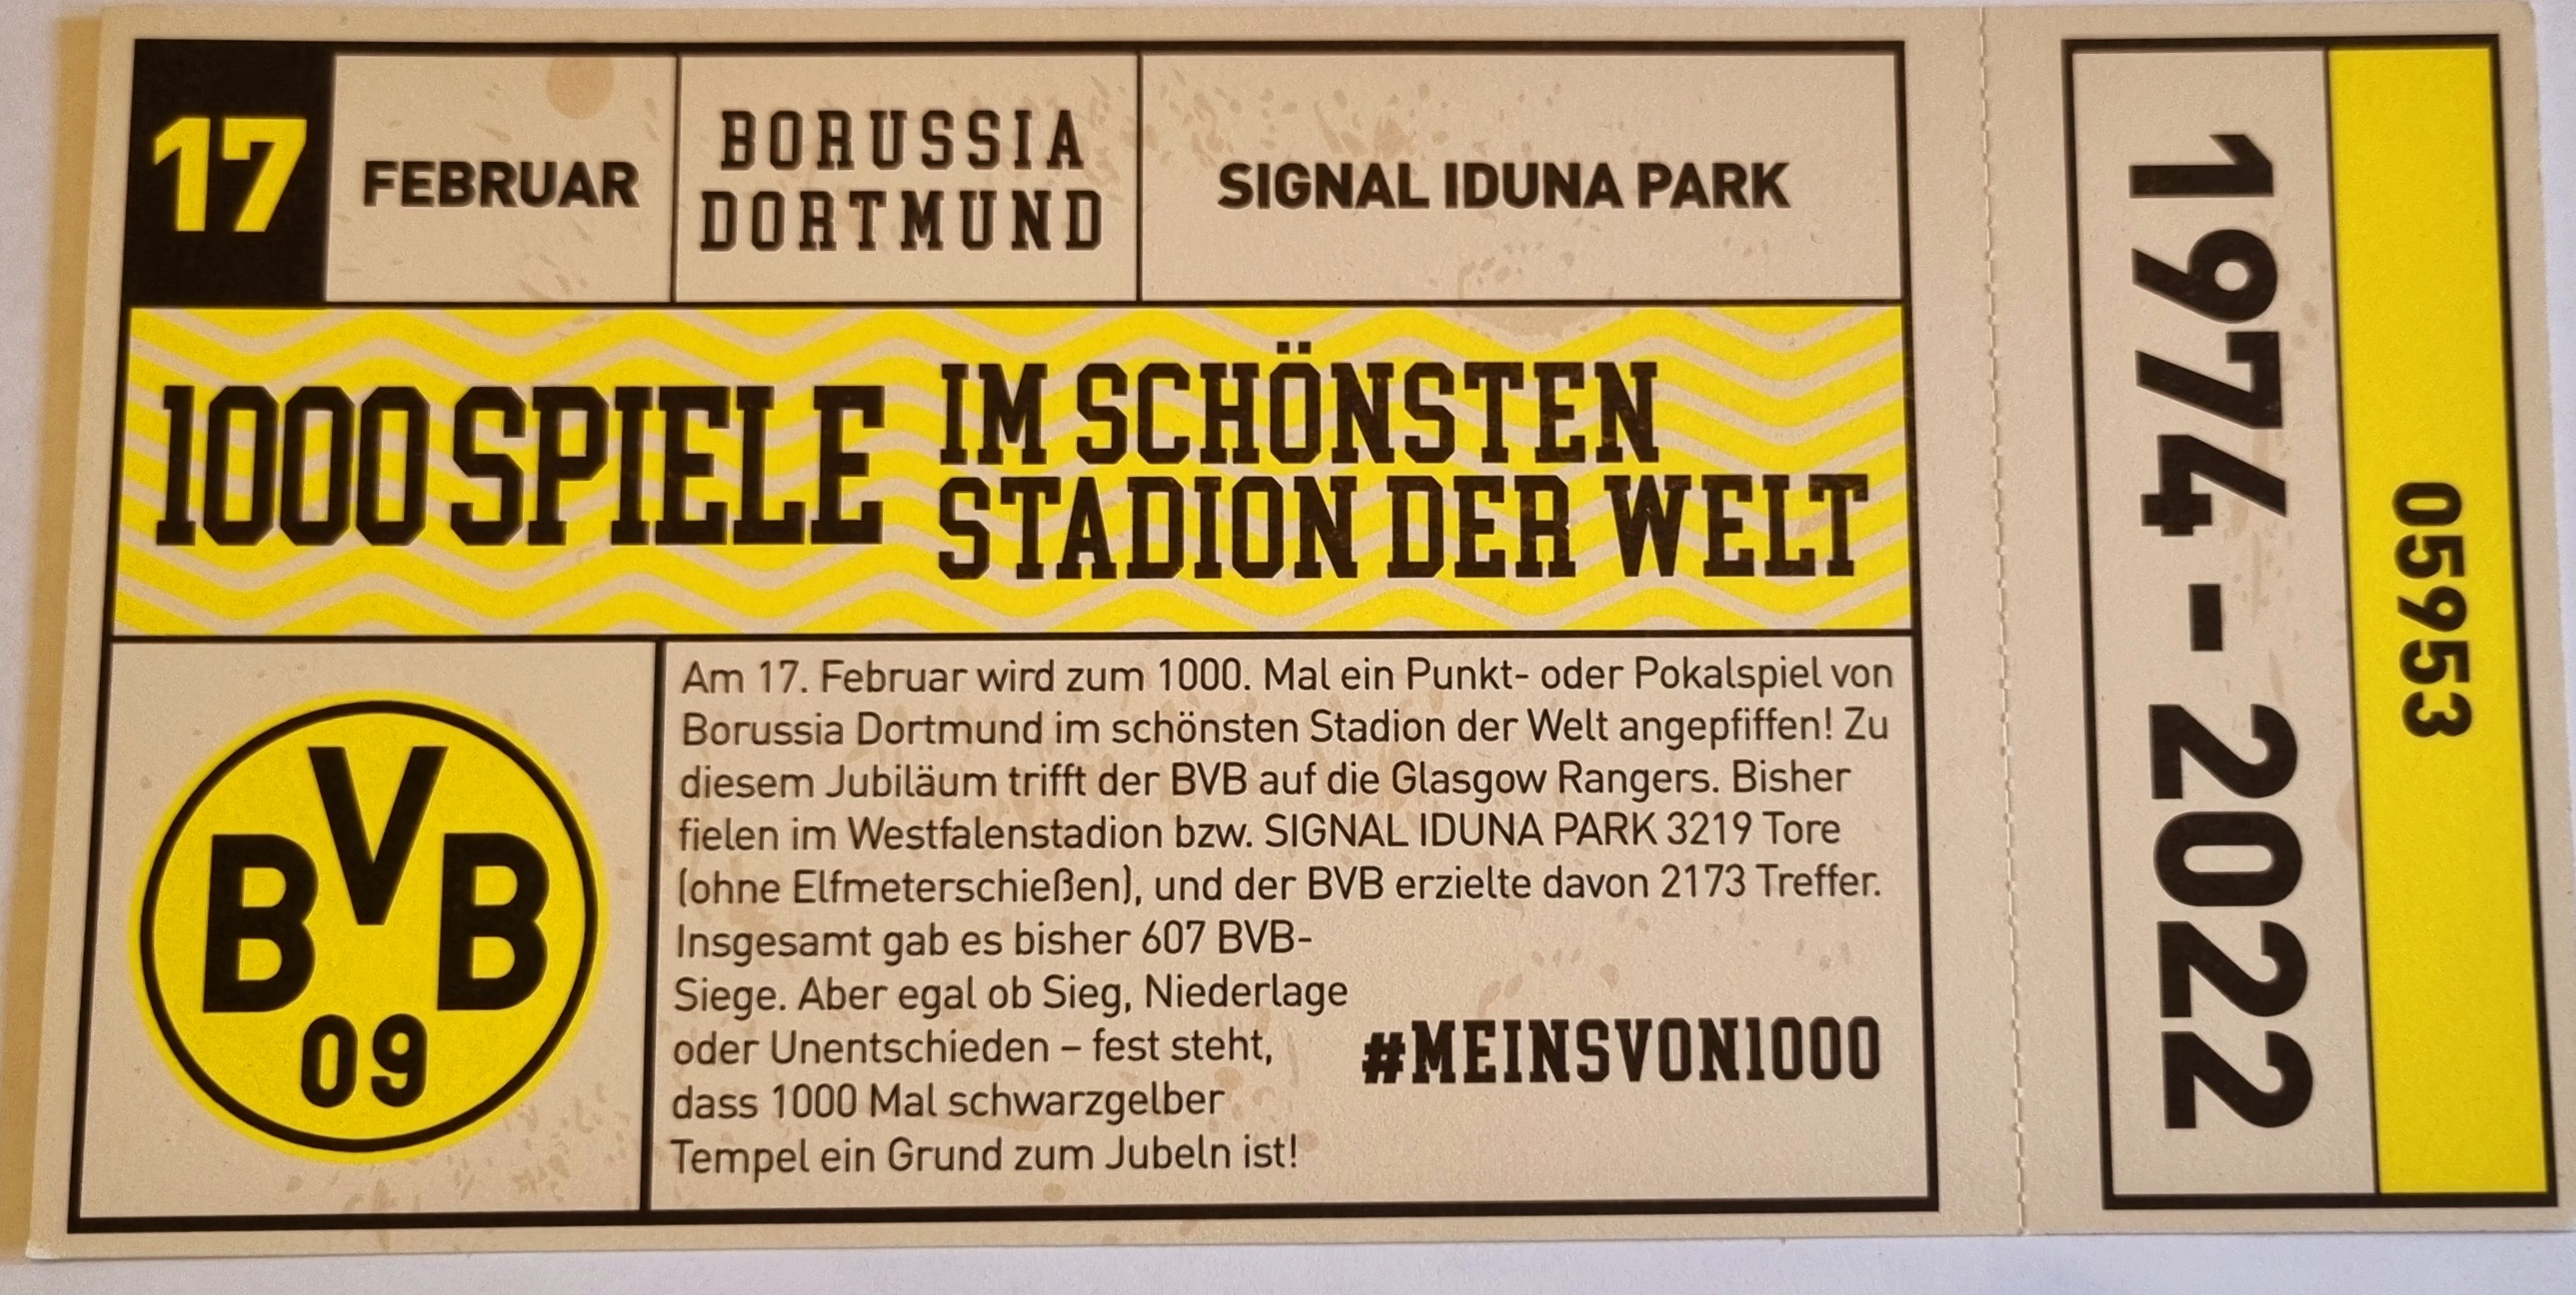 17
FEBRUAR
BORUSSIA
DORTMUND
SIGNAL IDUNA PARK
1000 SPIELE
IM SCHÖNSTEN
STADION DER WELT
BVB
09
Am 17. Februar wird zum 1000. Mal ein Punkt- oder Pokalspiel von
Borussia Dortmund im schönsten Stadion der Welt angepfiffen! Zu
diesem Jubiläum trifft der BVB auf die Glasgow Rangers. Bisher
fielen im Westfalenstadion bzw. SIGNAL IDUNA PARK 3219 Tore
(ohne Elfmeterschießen), und der BVB erzielte davon 2173 Treffer.
Insgesamt gab es bisher 607 BVB-
Siege. Aber egal ob Sieg, Niederlage
oder Unentschieden – fest steht,
dass 1000 Mal schwarzgelber
Tempel ein Grund zum Jubeln ist!
#MEINSVON1000
1974 - 2022
05953